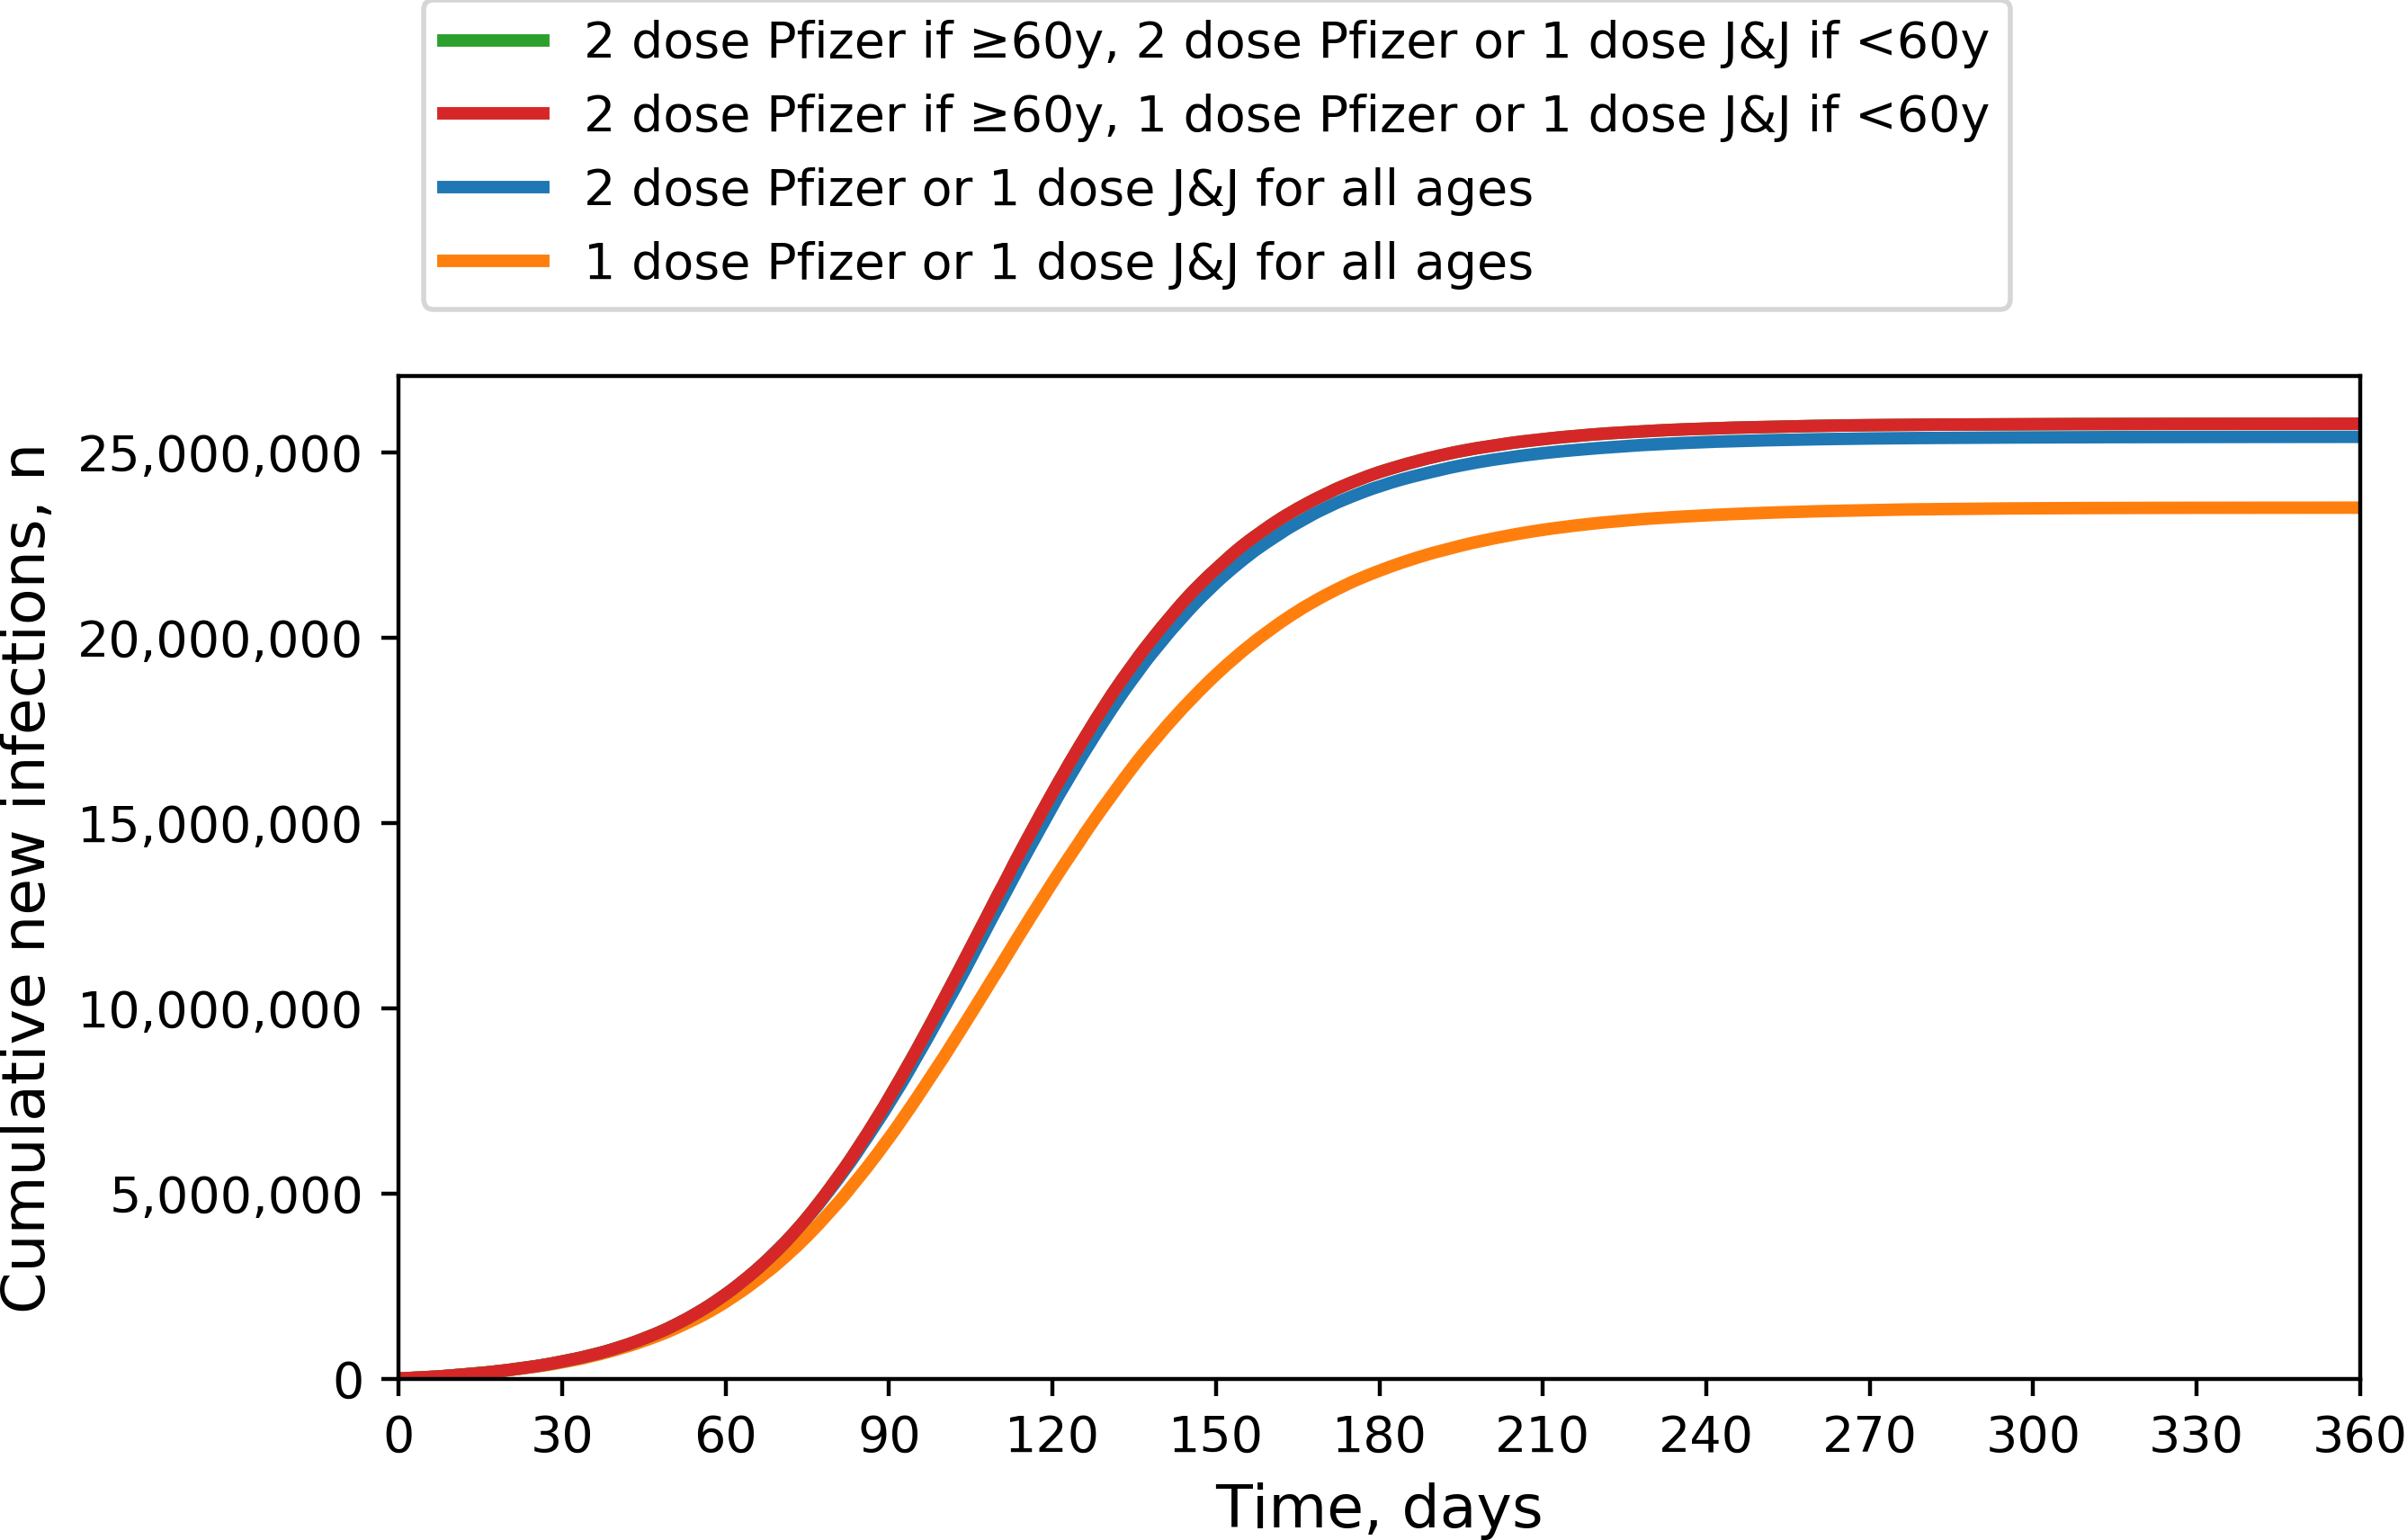 2 dose Pfizer if ≥60y, 2 dose Pfizer or 1 dose J&J if <60y
2 dose Pfizer if ≥60y, 1 dose Pfizer or 1 dose J&J if <60y
2 dose Pfizer or 1 dose J&J for all ages
1 dose Pfizer or 1 dose J&J for all ages
Cumulative new infections, n
25,000,000
20,000,000
15,000,000
10,000,000
5,000,000
0
0 30 60 90 120 150 180 210 240 270 300 330 360
Time, days